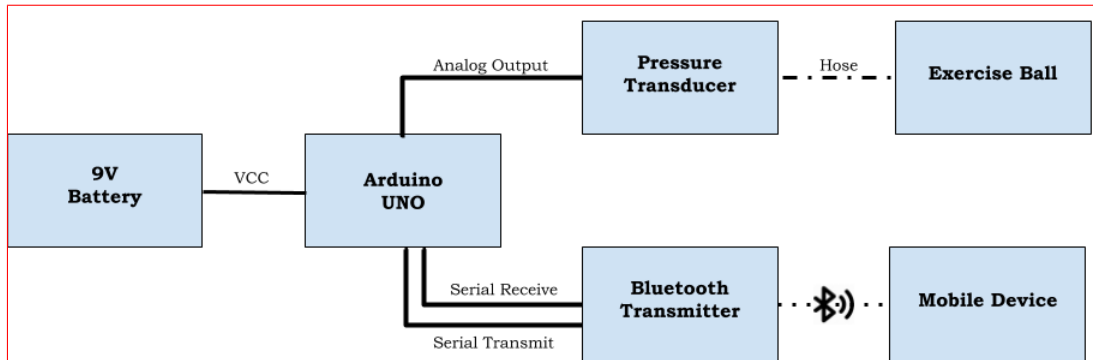 Analog Output
Pressure
Transducer
Hose
Exercise Ball
9V
Battery
VCC
Arduino
UNO
Serial Receive
Serial Transmit
Bluetooth
Transmitter
Mobile Device